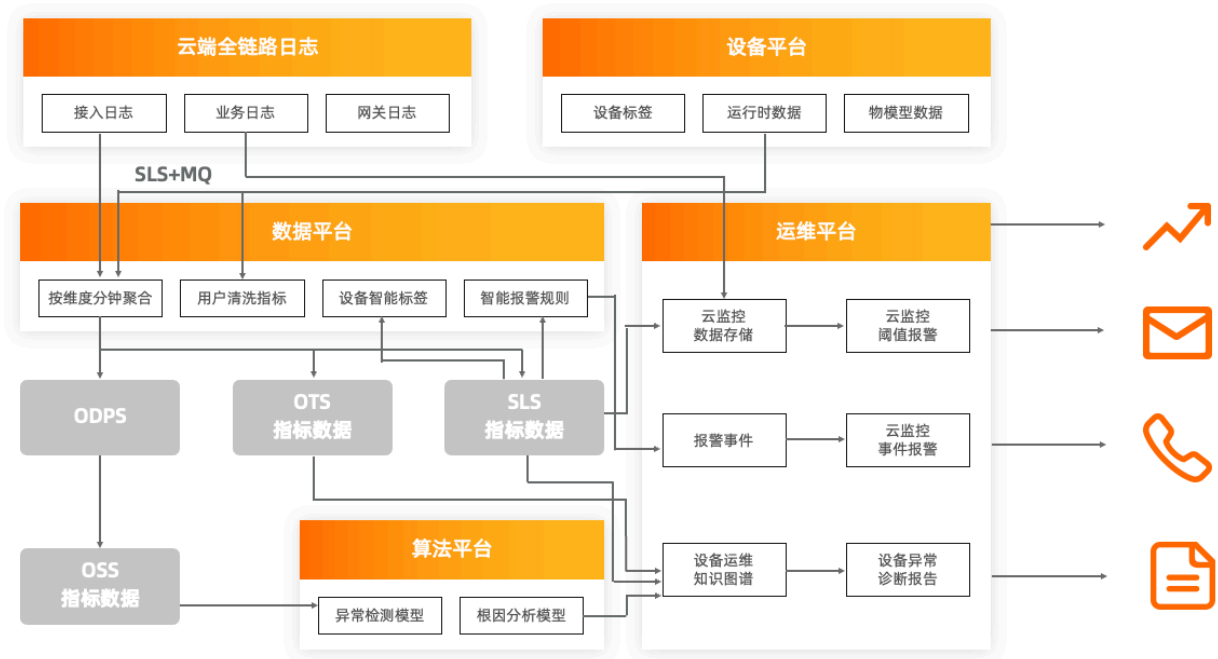 云端全链路日志
设备平台
接入日志
业务日志
网关日志
设备标签
运行时数据
物模型数据
SLS+MQ
数据平台
运维平台
按维度分钟聚合
用户清洗指标
设备智能标签
智能报警规则
云监控
数据存储
云监控
阈值报警
ODPS
OTS
指标数据
SLS
指标数据
报警事件
云监控
事件报警
算法平台
OSS
指标数据
异常检测模型
根因分析模型
设备运维
知识图谱
设备异常
诊断报告